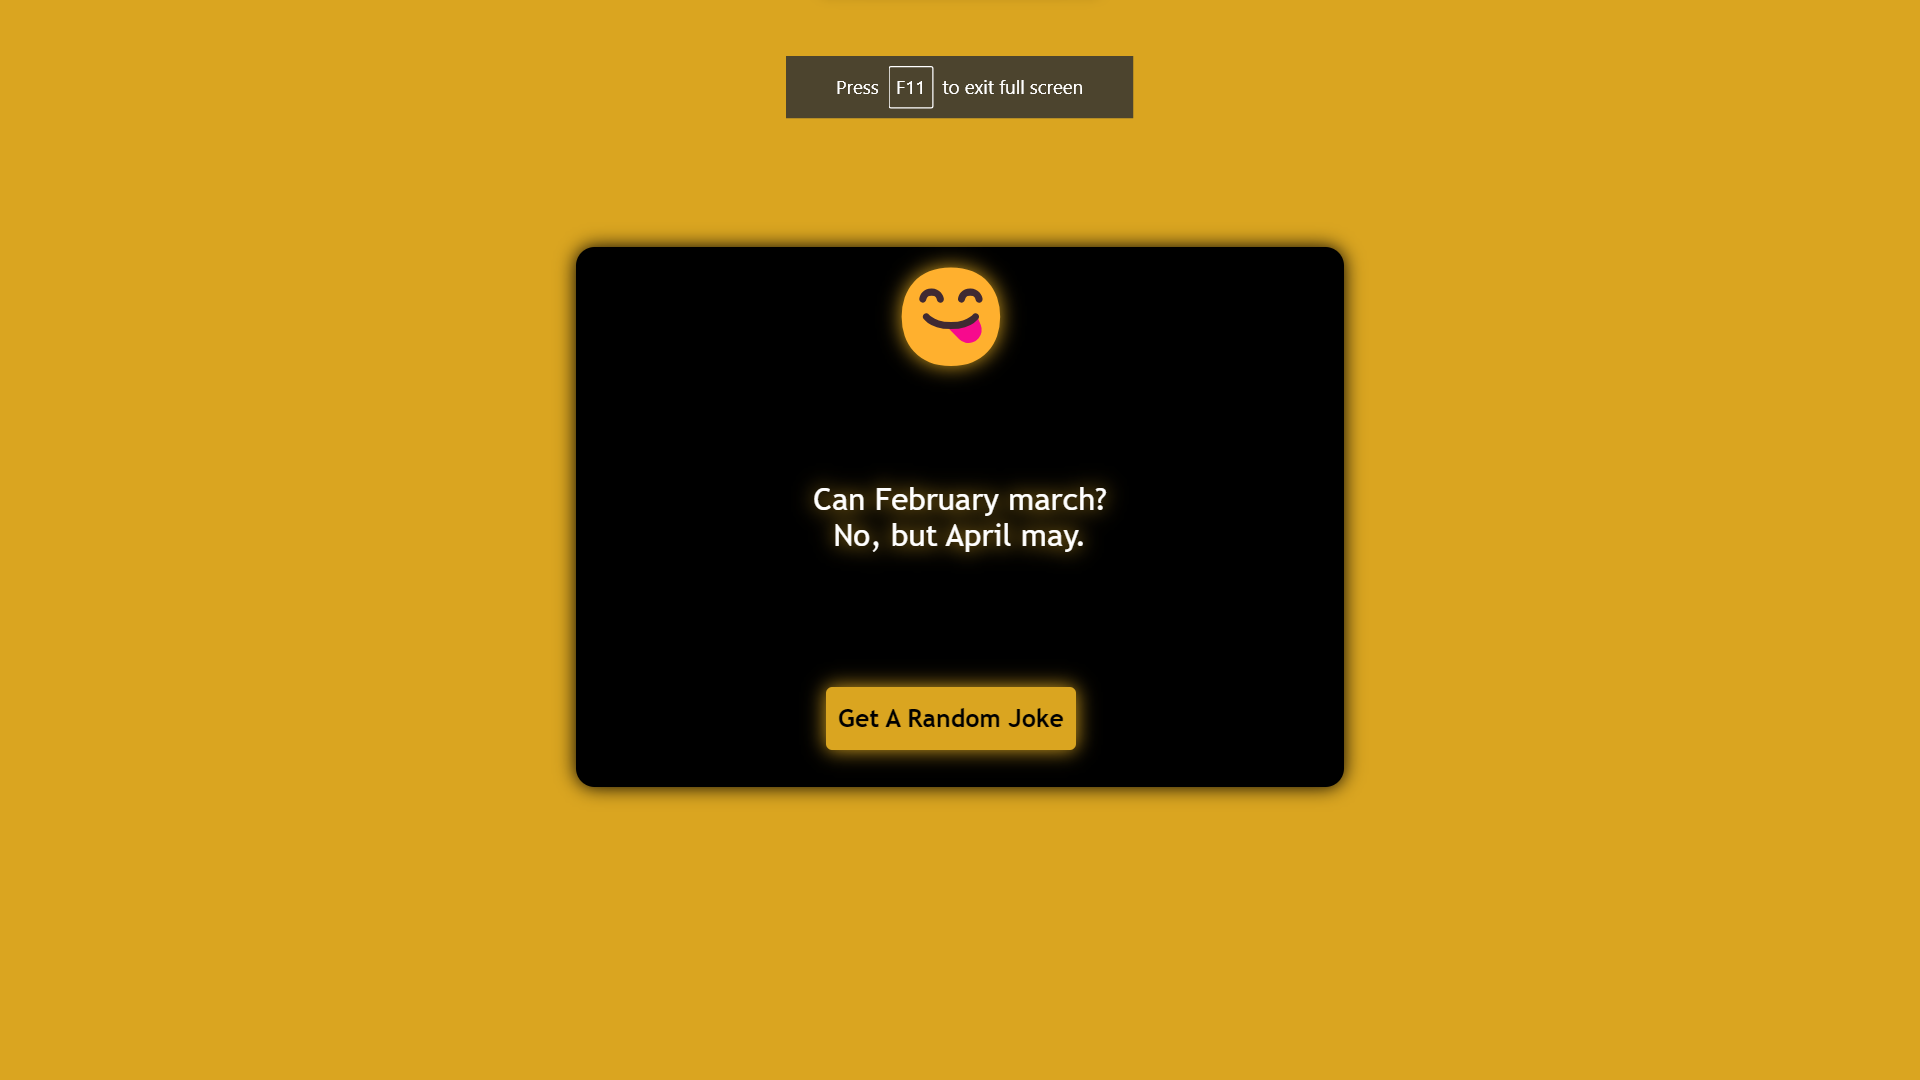 Press F11 to exit full screen
Can February march?
No, but April may.
Get A Random Joke